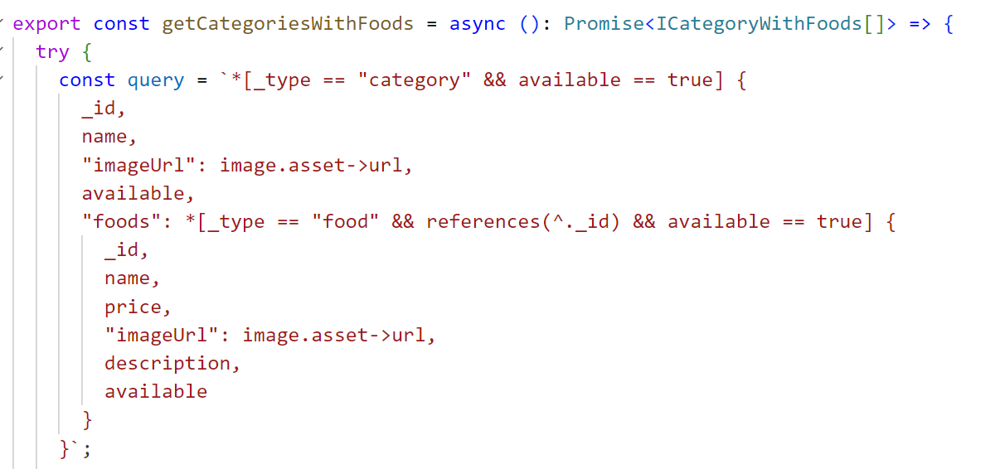 export const getCategoriesWithFoods = async (): Promise<ICategoryWithFoods[]> => {
try {
const query = `*[_type == "category" && available == true] {
_id,
name,
"imageUrl": image.asset->url,
available,
"foods": *[_type == "food" && references(^._id) && available == true] {
_id,
name,
price,
"imageUrl": image.asset->url,
description,
available
}
}`;